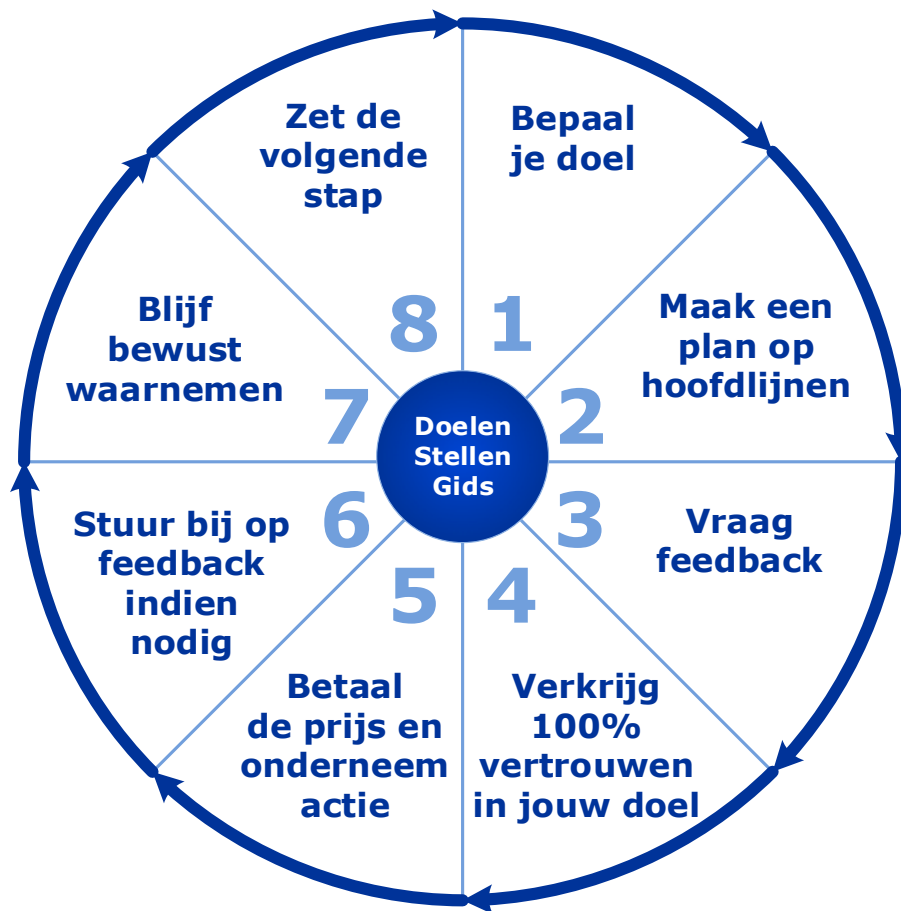 Bepaal
je doel
1
Maak een
plan op
hoofdlijnen
2
Vraag
feedback
3
Verkrijg
100%
vertrouwen
in jouw doel
4
Betaal
de prijs en
onderneem
actie
5
Stuur bij op
feedback
indien
nodig
6
Blijf
bewust
waarnemen
7
Zet de
volgende
stap
8
Doelen
Stellen
Gids